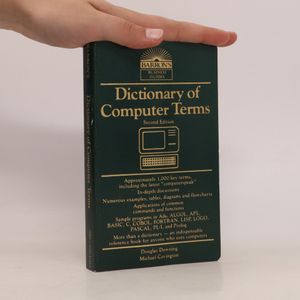 BARRON'S
BUSINESS
GUIDES
Dictionary of
Computer Terms
Second Edition
Approximately 1,000 key terms,
including the latest "computerspeak"
In-depth discussions
Numerous examples, tables, diagrams and flowcharts
Applications of common
commands and functions
Sample programs in Ada, ALGOL, APL,
BASIC, C, COBOL, FORTRAN, LISP, LOGO,
PASCAL, PL/I, and Prolog
More than a dictionary — an indispensable
reference book for anyone who uses computers
Douglas Downing
Michael Covington
Dictionary of Computer Terms